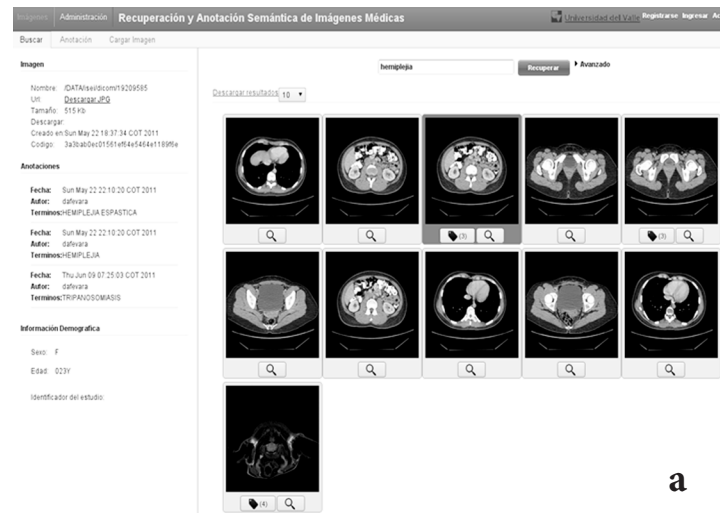 Imágenes Administración Recuperación y Anotación Semántica de Imágenes Médicas Universidad del Valle Registrarse Ingresar
Buscar Anotación Cargar Imagen
Imagen
hemiplejia Recuperar Avanzado
Nombre: /DATA/isei/dicom/19209585
Url: Descargar JPG
Tamaño: 515 Kb
Descargar:
Creado en:Sun May 22 18:37:34 COT 2011
Codigo: 3a3bab0ec01561ef64e5464e1189f6e
Descargar resultados 10
Anotaciones
Fecha: Sun May 22 22:10:20 COT 2011
Autor: dafevara
Terminos:HEMIPLEJIA ESPASTICA
Fecha: Sun May 22 22:10:20 COT 2011
Autor: dafevara
Terminos:HEMIPLEJIA
Fecha: Thu Jun 09 07:25:03 COT 2011
Autor: dafevara
Terminos:TRIPANOSOMIASIS
(3)
(3)
Información Demografica
Sexo: F
Edad: 023Y
Identificador del estudio:
(4)
a